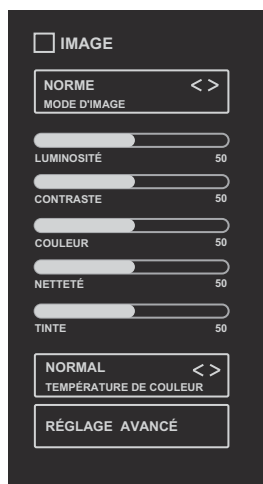 IMAGE
NORME < >
MODE D'IMAGE
LUMINOSITÉ 50
CONTRASTE 50
COULEUR 50
NETTETÉ 50
TINTE 50
NORMAL < >
TEMPÉRATURE DE COULEUR
RÉGLAGE AVANCÉ